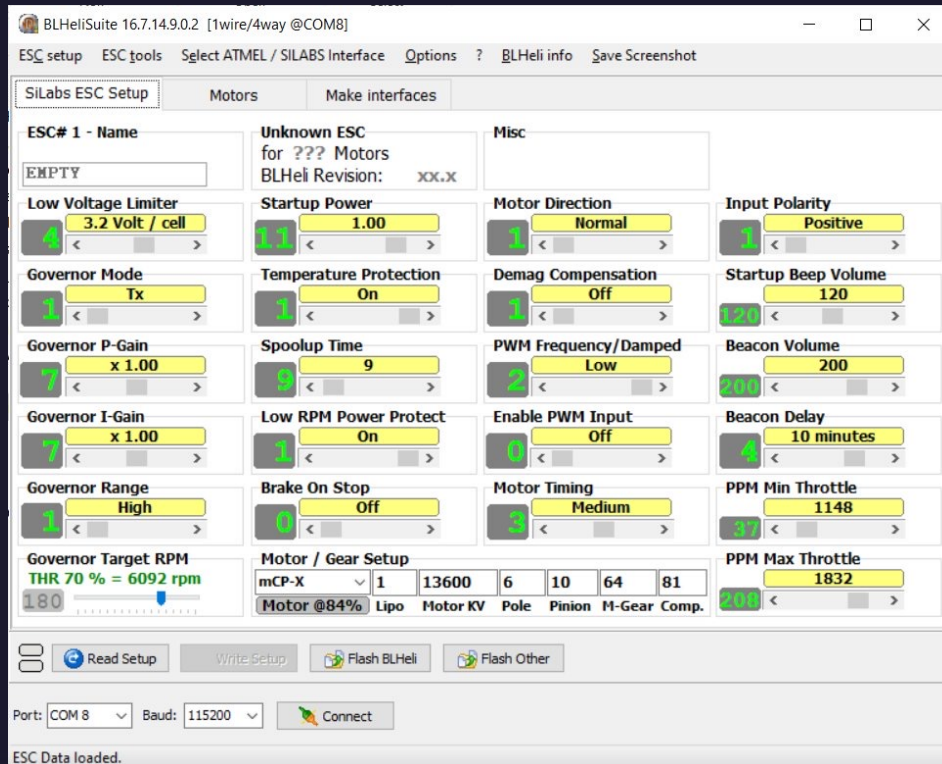 BLHeliSuite 16.7.14.9.0.2 [1wire/4way @COM8]
ESC setup ESC tools Select ATMEL / SILABS Interface Options ? BLHeli info Save Screenshot
SiLabs ESC Setup Motors Make interfaces
ESC# 1 - Name
EMPTY
Unknown ESC
for ??? Motors
BLHeli Revision: xx.x
Misc
Low Voltage Limiter
4 3.2 Volt / cell
Startup Power
11 1.00
Motor Direction
1 Normal
Input Polarity
1 Positive
Governor Mode
1 Tx
Temperature Protection
1 On
Demag Compensation
1 Off
Startup Beep Volume
120 120
Governor P-Gain
7 x 1.00
Spoolup Time
9 9
PWM Frequency/Damped
2 Low
Beacon Volume
200 200
Governor I-Gain
7 x 1.00
Low RPM Power Protect
1 On
Enable PWM Input
0 Off
Beacon Delay
4 10 minutes
Governor Range
1 High
Brake On Stop
0 Off
Motor Timing
3 Medium
PPM Min Throttle
37 1148
Governor Target RPM
THR 70 % = 6092 rpm
180
Motor / Gear Setup
mCP-X 1 13600 6 10 64 81
Motor @84% Lipo Motor KV Pole Pinion M-Gear Comp.
PPM Max Throttle
208 1832
Read Setup Write Setup Flash BLHeli Flash Other
Port: COM 8 Baud: 115200 Connect
ESC Data loaded.